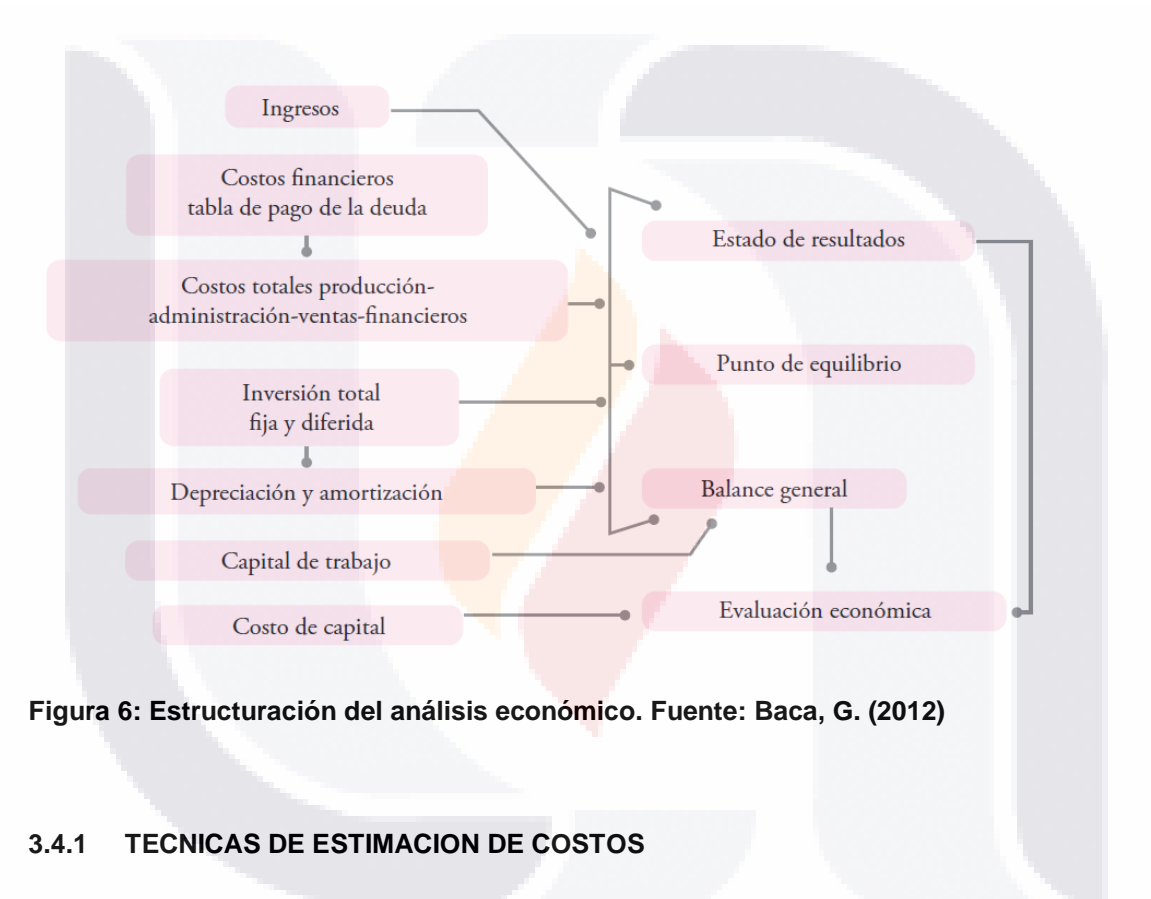 Ingresos
Costos financieros
tabla de pago de la deuda
Costos totales producción-
administración-ventas-financieros
Inversión total
fija y diferida
Depreciación y amortización
Capital de trabajo
Costo de capital
Estado de resultados
Punto de equilibrio
Balance general
Evaluación económica
Figura 6: Estructuración del análisis económico. Fuente: Baca, G. (2012)
3.4.1 TECNICAS DE ESTIMACION DE COSTOS